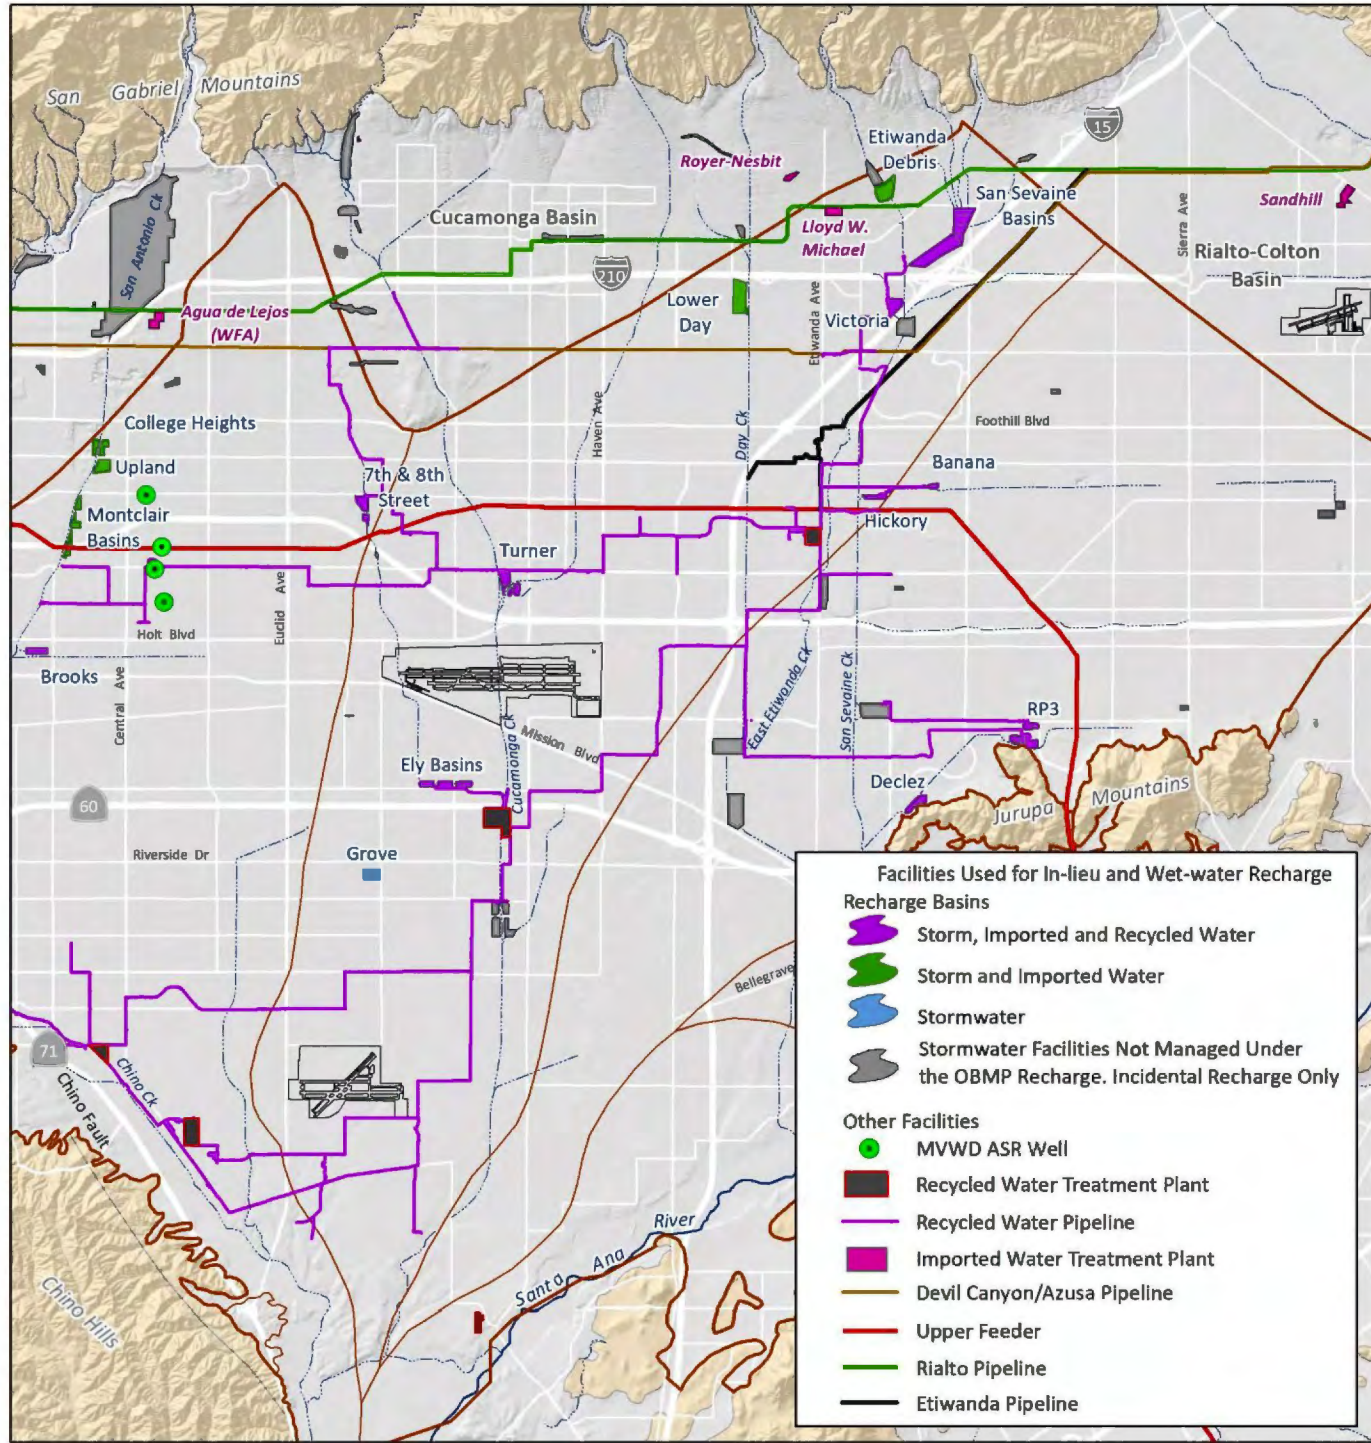 San Gabriel Mountains
15
Etiwanda
Debris
Royer-Nesbit
San Sevaine
Basins
Sandhill
San Antonio Ck
Cucamonga Basin
Lloyd W.
Michael
Sierra Ave
Rialto-Colton
Basin
210
Agua de Lejos
(WFA)
Lower
Day
Etiwanda Ave
Victoria
College Heights
Haven Ave
Day Ck
Foothill Blvd
Upland
7th & 8th
Street
Banana
Montclair
Basins
Hickory
Turner
Euclid Ave
Holt Blvd
Brooks
Central Ave
Cucamonga Ck
Mission Blvd
East Etiwanda Ck
San Sevaine Ck
RP3
Ely Basins
Declez
Jurupa Mountains
60
Riverside Dr
Grove
Bellegrave
71
Chino Ck
Chino Fault
Chino Hills
Santa Ana River
Facilities Used for In-lieu and Wet-water Recharge
Recharge Basins
Storm, Imported and Recycled Water
Storm and Imported Water
Stormwater
Stormwater Facilities Not Managed Under
the OBMP Recharge. Incidental Recharge Only
Other Facilities
MVWD ASR Well
Recycled Water Treatment Plant
Recycled Water Pipeline
Imported Water Treatment Plant
Devil Canyon/Azusa Pipeline
Upper Feeder
Rialto Pipeline
Etiwanda Pipeline